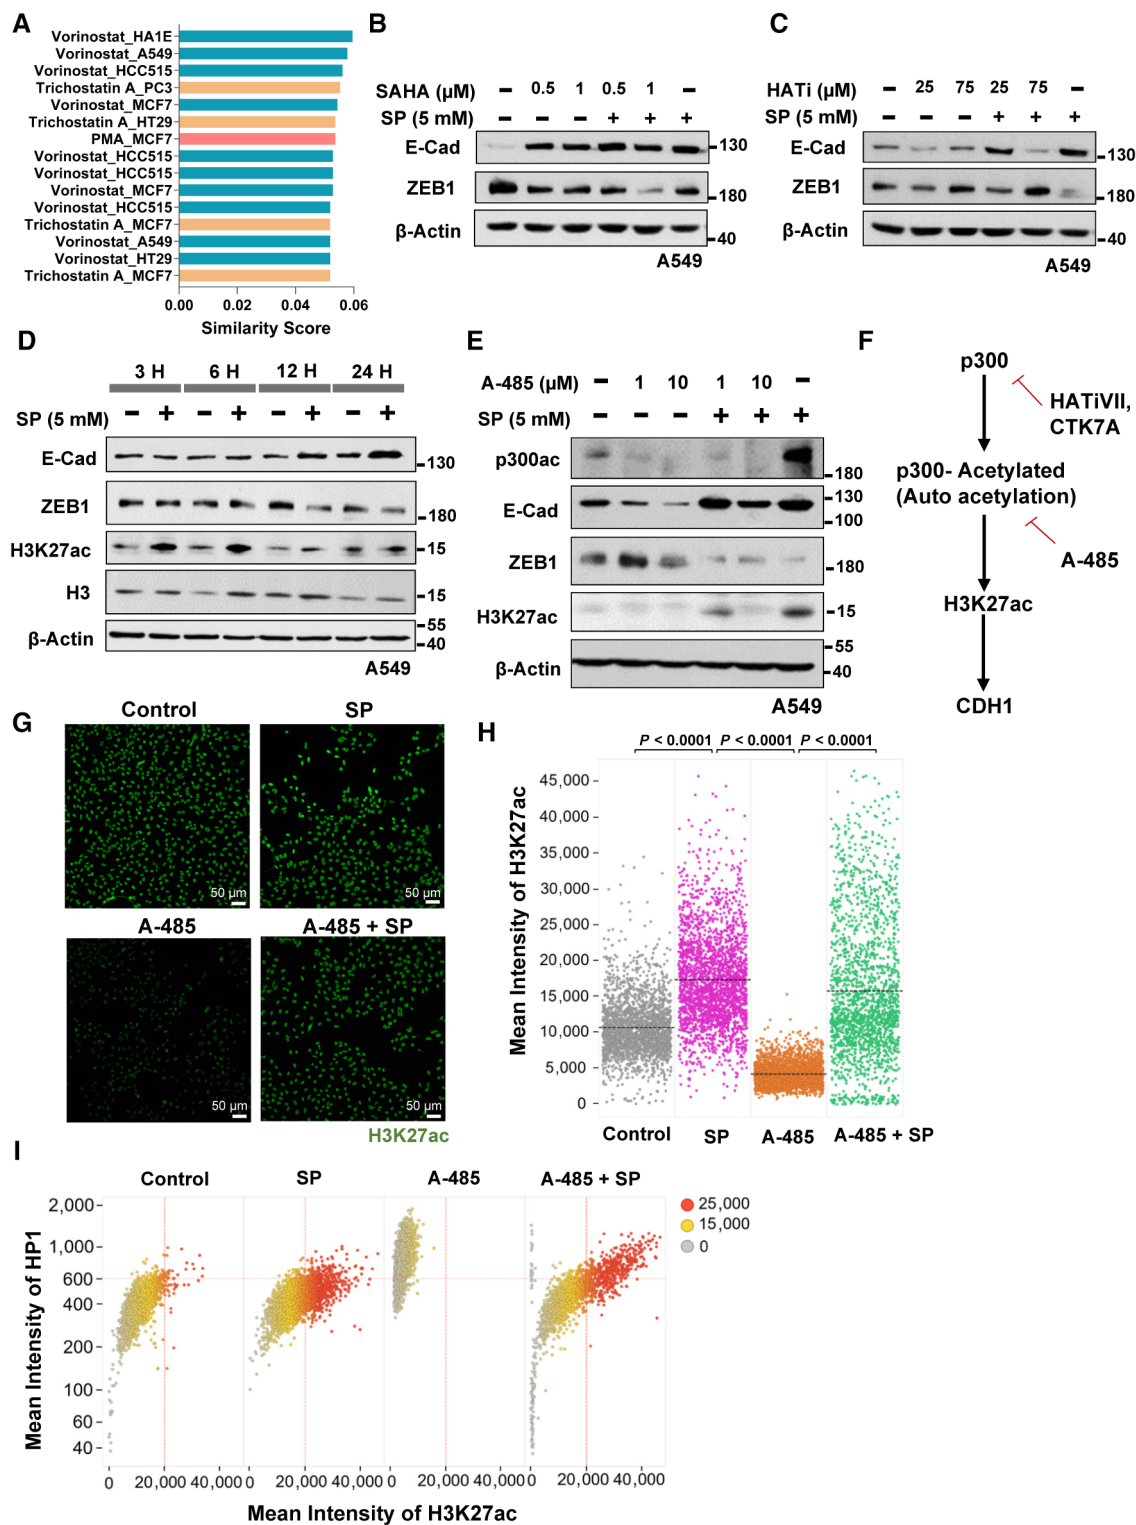 A
Vorinostat_HA1E
Vorinostat_A549
Vorinostat_HCC515
Trichostatin A_PC3
Vorinostat_MCF7
Trichostatin A_HT29
PMA_MCF7
Vorinostat_HCC515
Vorinostat_HCC515
Vorinostat_MCF7
Vorinostat_HCC515
Trichostatin A_MCF7
Vorinostat_A549
Vorinostat_HT29
Trichostatin A_MCF7
0.00 0.02 0.04 0.06
Similarity Score
B
SAHA (µM) – 0.5 1 0.5 1 –
SP (5 mM) – – – + + +
E-Cad 130
ZEB1 180
β-Actin 40
A549
C
HATi (µM) – 25 75 25 75 –
SP (5 mM) – – – + + +
E-Cad 130
ZEB1 180
β-Actin 40
A549
D
3 H 6 H 12 H 24 H
SP (5 mM) – + – + – + – +
E-Cad 130
ZEB1 180
H3K27ac 15
H3 15
β-Actin 55
40
A549
E
A-485 (µM) – 1 10 1 10 –
SP (5 mM) – – – + + +
p300ac 180
E-Cad 130
100
ZEB1 180
H3K27ac 15
β-Actin 55
40
A549
F
p300
HATiVII,
CTK7A
p300- Acetylated
(Auto acetylation)
A-485
H3K27ac
CDH1
G
Control SP
50 µm 50 µm
A-485 A-485 + SP
50 µm 50 µm
H3K27ac
H
P < 0.0001 P < 0.0001 P < 0.0001
Mean Intensity of H3K27ac
45,000
40,000
35,000
30,000
25,000
20,000
15,000
10,000
5,000
0
Control SP A-485 A-485 + SP
I
Control SP A-485 A-485 + SP
Mean Intensity of HP1
2,000
1,000
600
400
200
100
60
40
25,000
15,000
0
0 20,000 40,000 0 20,000 40,000 0 20,000 40,000 0 20,000 40,000
Mean Intensity of H3K27ac